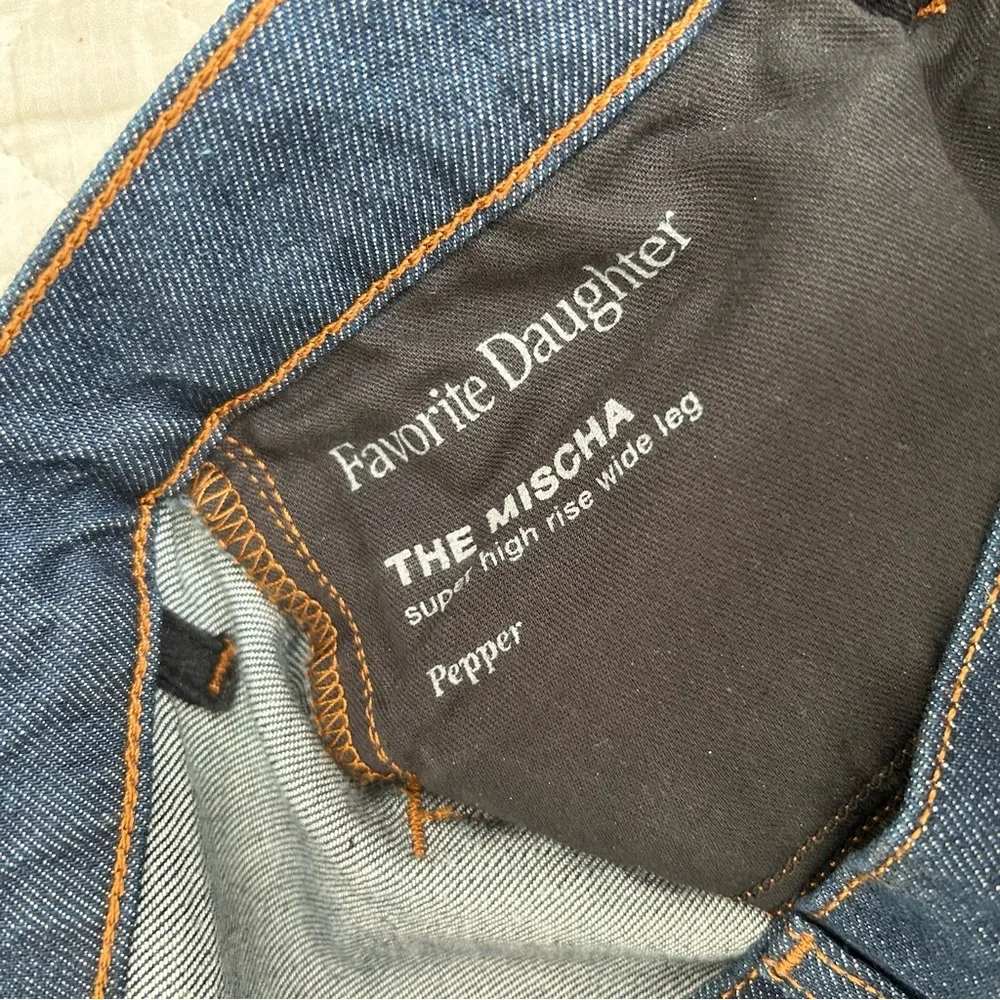 Favorite Daughter
THE MISCHA
super high rise wide leg
Pepper